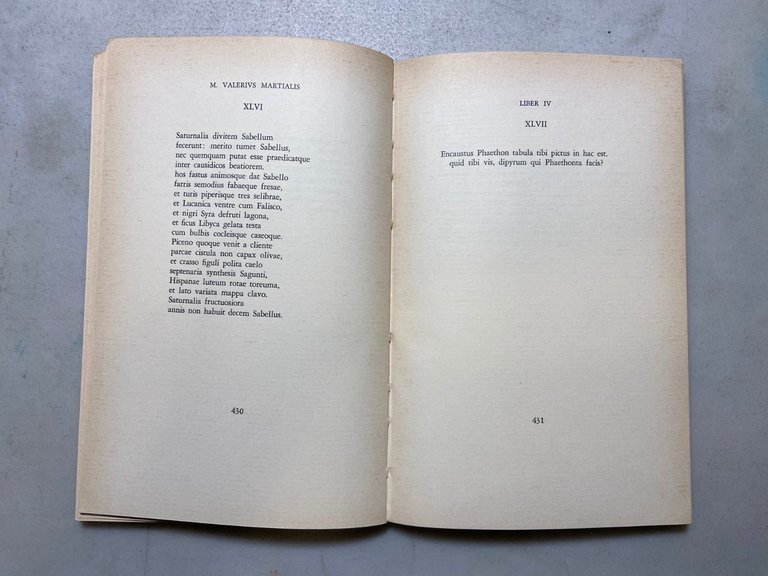 M. VALERIVS MARTIALIS
XLVI
Saturnalia divitem Sabellum
fecerunt: merito tumet Sabellus,
nec quemquam putat esse praedicatque
inter causidicos beatiorem.
hos fastus animosque dat Sabello
farris semodius fabaeque fresae,
et turis piperisque tres selibrae,
et Lucanica ventre cum Falisco,
et nigri Syra defruti lagona,
et ficus Libyca gelata testa
cum bulbis cocleisque caseoque.
Piceno quoque venit a cliente
parcae cistula non capax olivae,
et crasso figuli polita caelo
septenaria synthesis Sagunti,
Hispanae luteum rotae toreuma,
et lato variata mappa clavo.
Saturnalia fructuosiora
annis non habuit decem Sabellus.
430
LIBER IV
XLVII
Encaustus Phaethon tabula tibi pictus in hac est.
quid tibi vis, dipyrum qui Phaethonta facis?
431